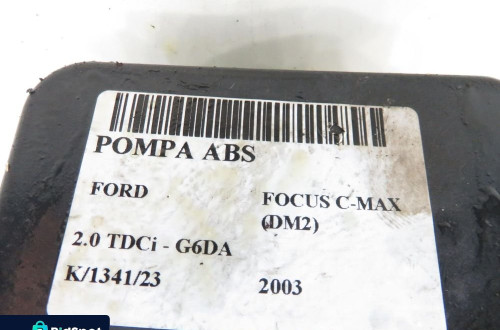 POMPA ABS
FORD
FOCUS C-MAX
(DM2)
2.0 TDCi - G6DA
K/1341/23
2003